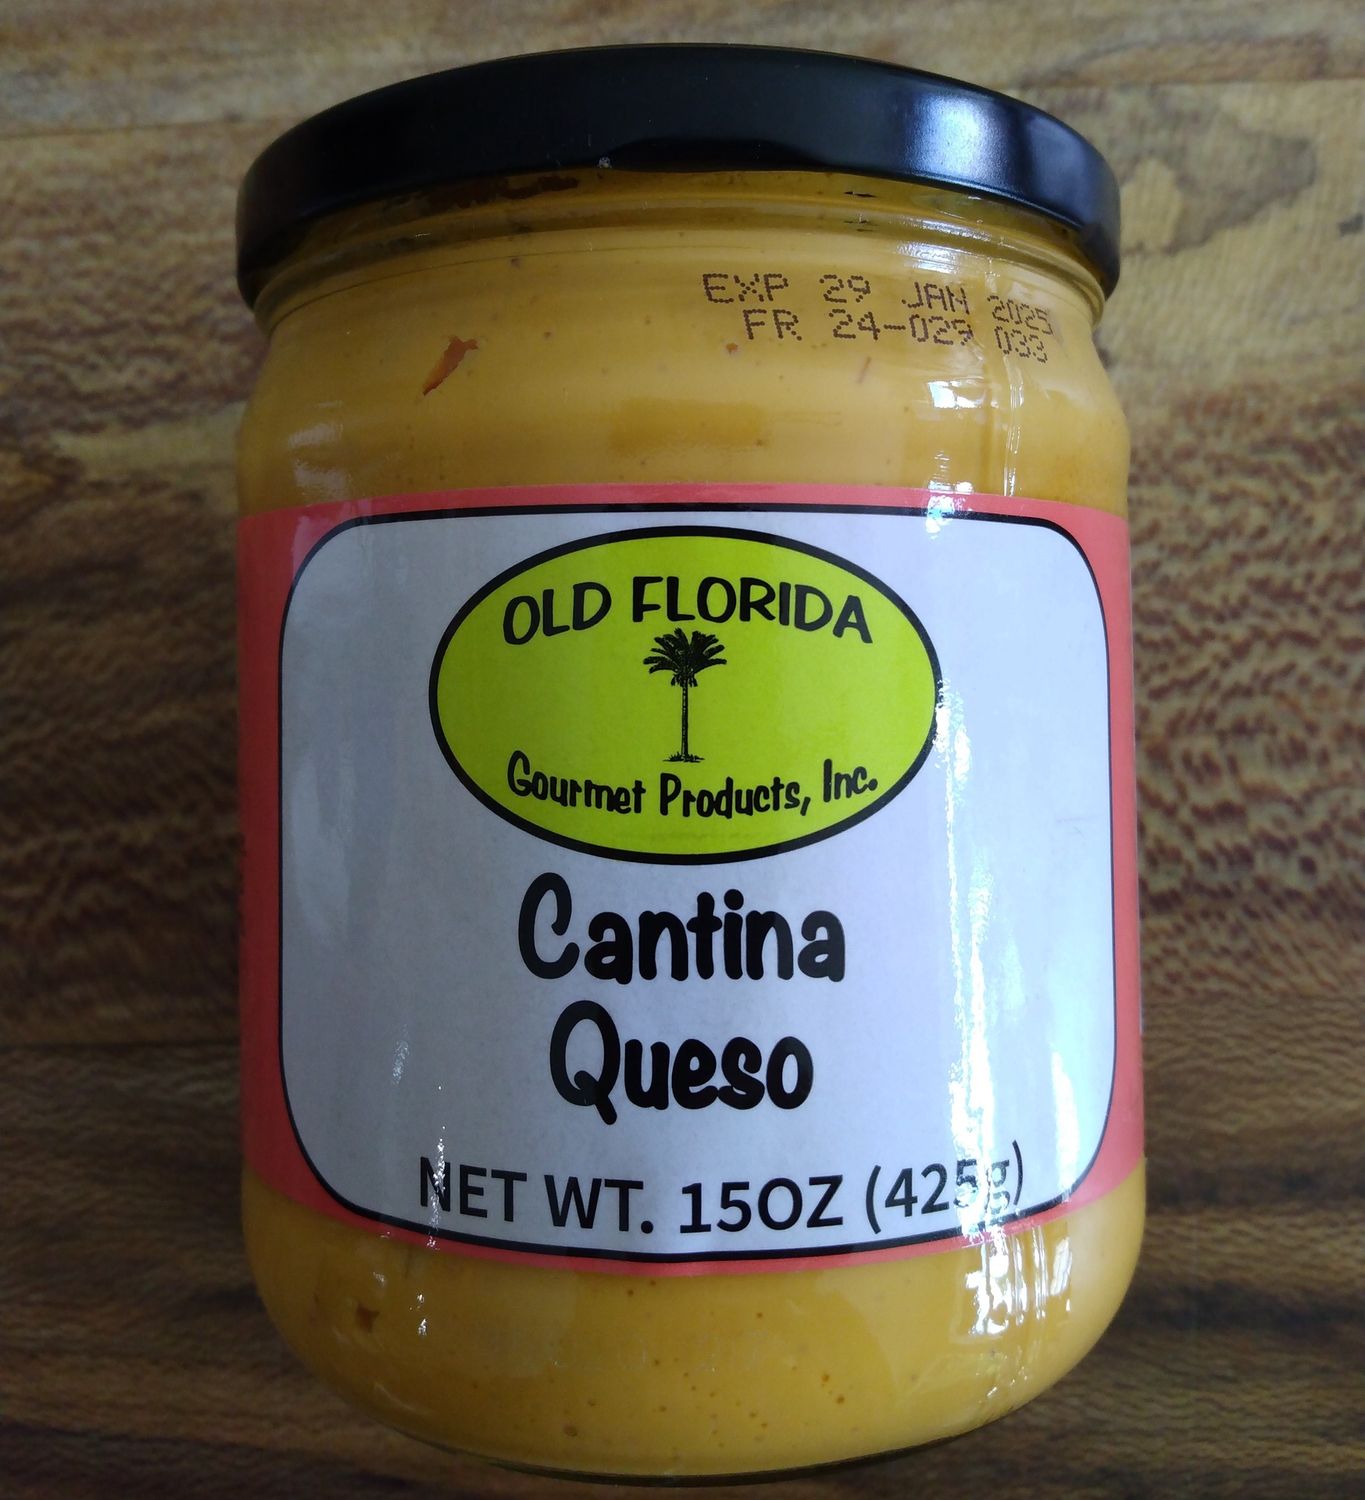 EXP 29 JAN 2025
FR 24-029 033
OLD FLORIDA
Gourmet Products, Inc.
Cantina
Queso
NET WT. 15OZ (425g)